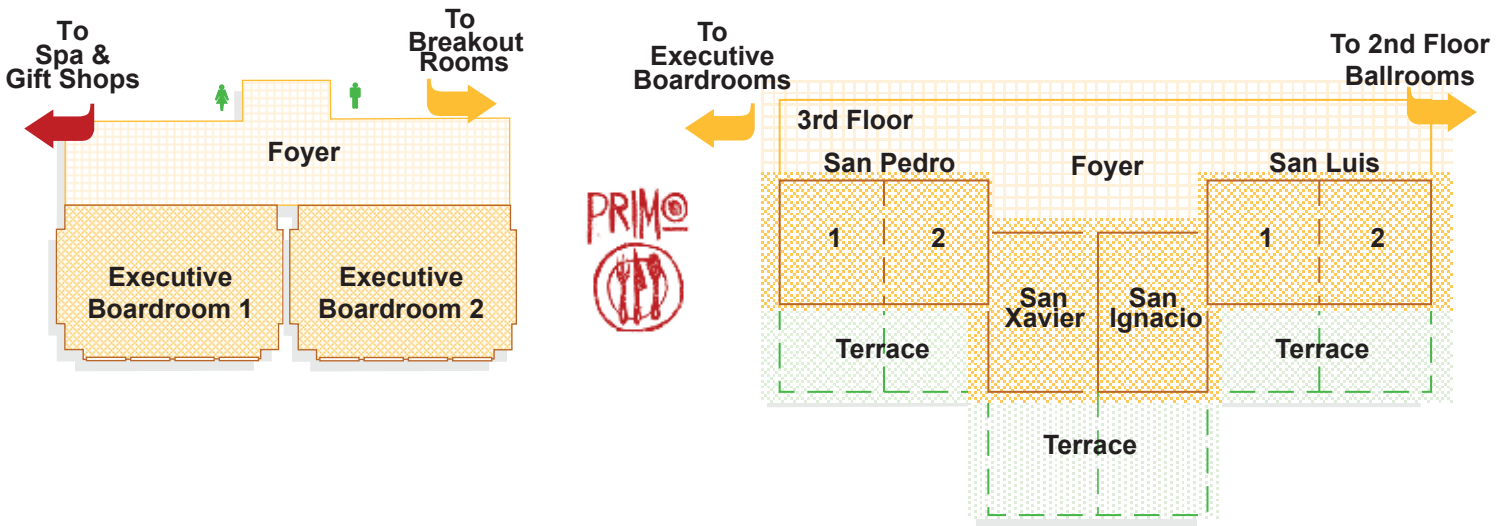 To
Spa &
Gift Shops
To
Breakout
Rooms
Foyer
Executive
Boardroom 1
Executive
Boardroom 2
PRIMO
To
Executive
Boardrooms
To 2nd Floor
Ballrooms
3rd Floor
San Pedro
Foyer
San Luis
1
2
1
2
San
Xavier
San
Ignacio
Terrace
Terrace
Terrace